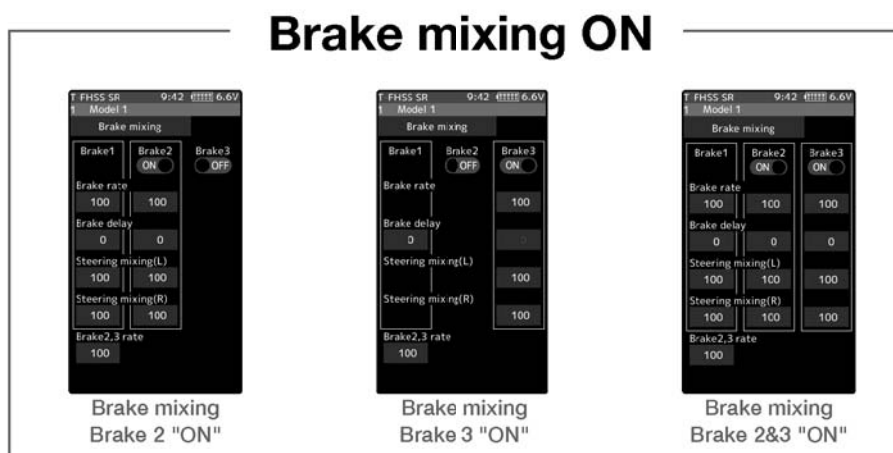 Brake mixing ON
T FHSS SR 9:42 6.6V
1 Model 1
Brake mixing
Brake1 Brake2 Brake3
ON OFF
Brake rate
100 100
Brake delay
0 0
Steering mixing(L)
100 100
Steering mixing(R)
100 100
Brake2,3 rate
100
Brake mixing
Brake 2 "ON"
T FHSS SR 9:42 6.6V
1 Model 1
Brake mixing
Brake1 Brake2 Brake3
OFF ON
Brake rate
100
Brake delay
0 0
Steering mixing(L)
100
Steering mixing(R)
100
Brake2,3 rate
100
Brake mixing
Brake 3 "ON"
T FHSS SR 9:42 6.6V
1 Model 1
Brake mixing
Brake1 Brake2 Brake3
ON ON
Brake rate
100 100 100
Brake delay
0 0 0
Steering mixing(L)
100 100 100
Steering mixing(R)
100 100 100
Brake2,3 rate
100
Brake mixing
Brake 2&3 "ON"